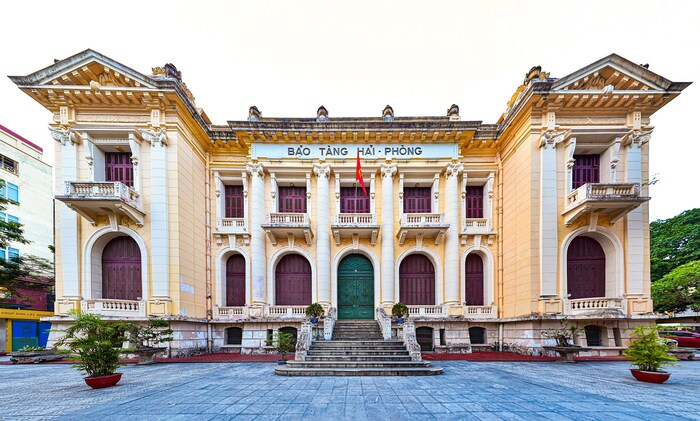 BẢO TÀNG HẢI - PHÒNG